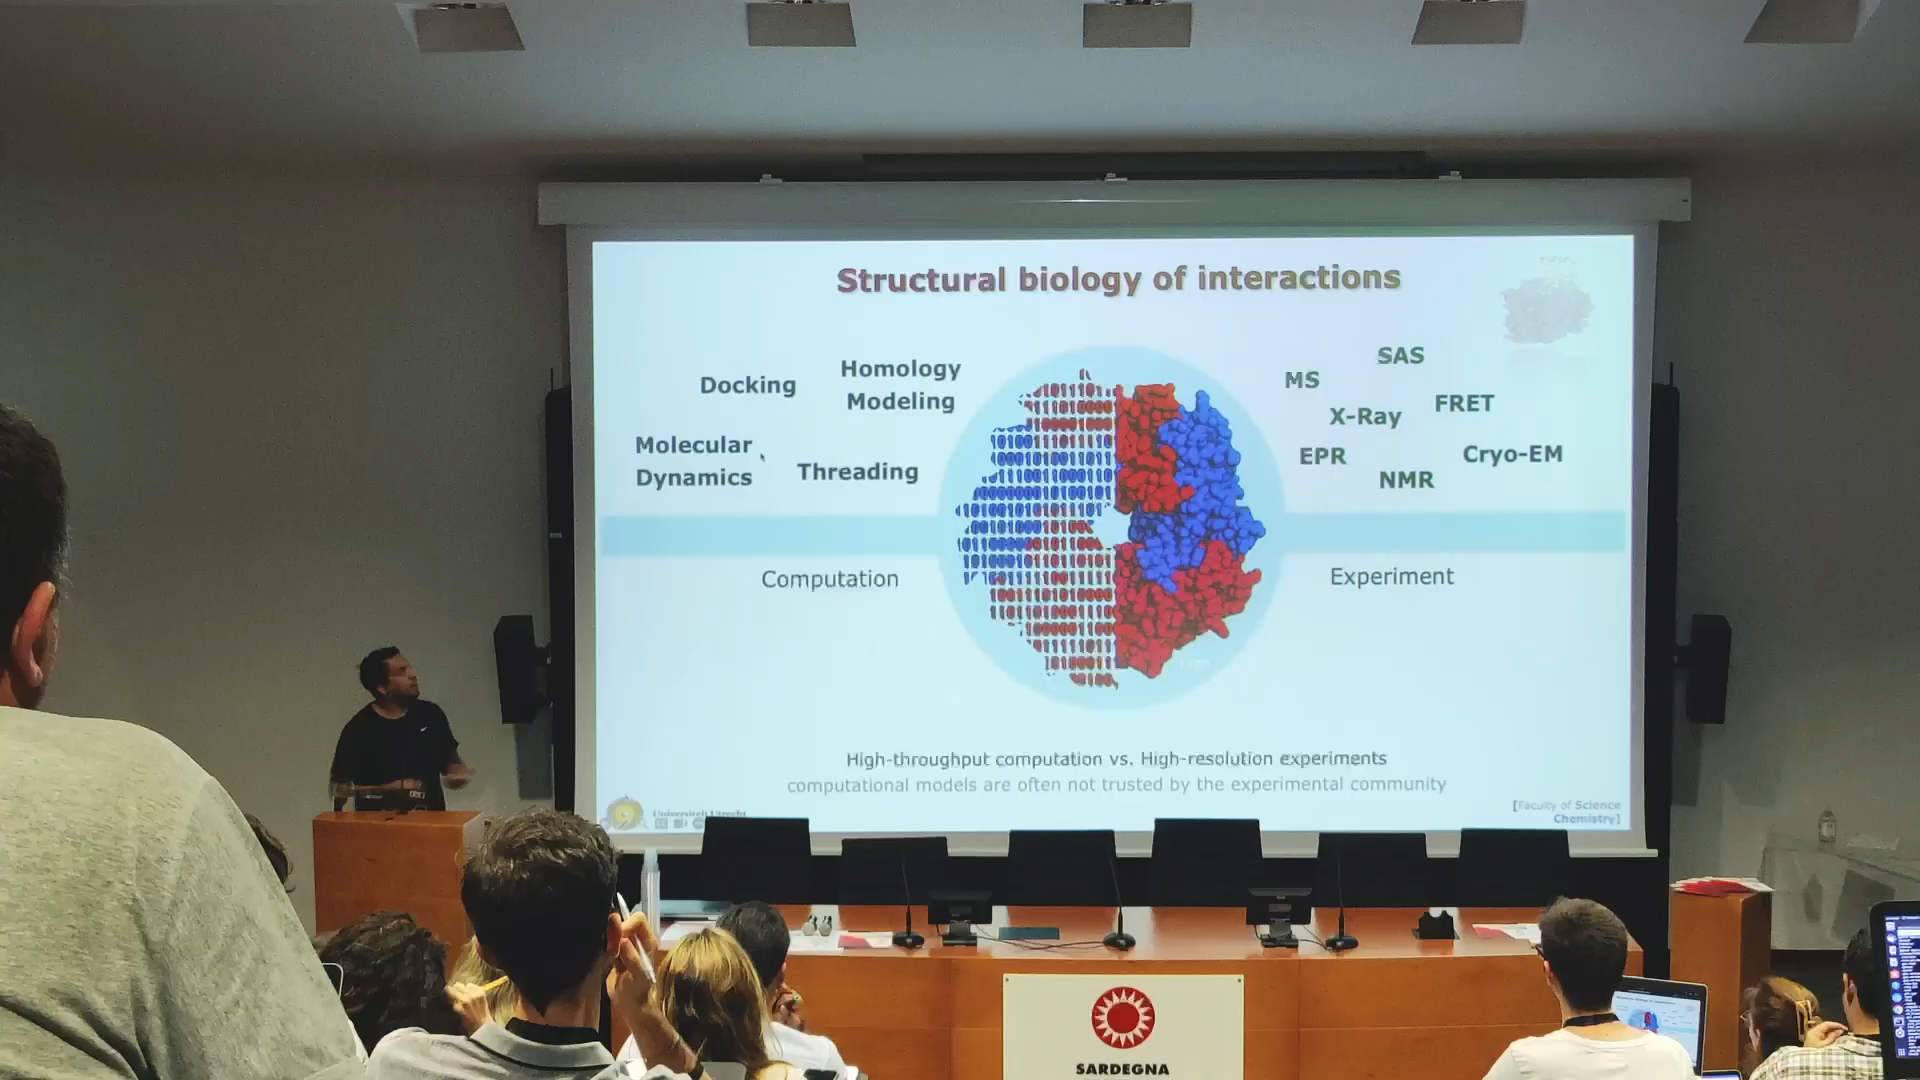 Structural biology of interactions
Docking
Homology
Modeling
Molecular
Dynamics
Threading
SAS
MS
X-Ray
FRET
EPR
NMR
Cryo-EM
Computation
Experiment
High-throughput computation vs. High-resolution experiments
computational models are often not trusted by the experimental community
Universiteit Utrecht
[Faculty of Science
Chemistry]
SARDEGNA